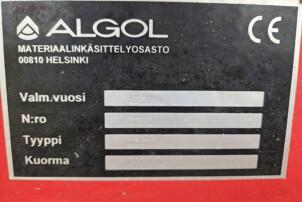 ALGOL CE
MATERIAALINKÄSITTELYOSASTO
00810 HELSINKI
Valm.vuosi
N:ro
Tyyppi
Kuorma